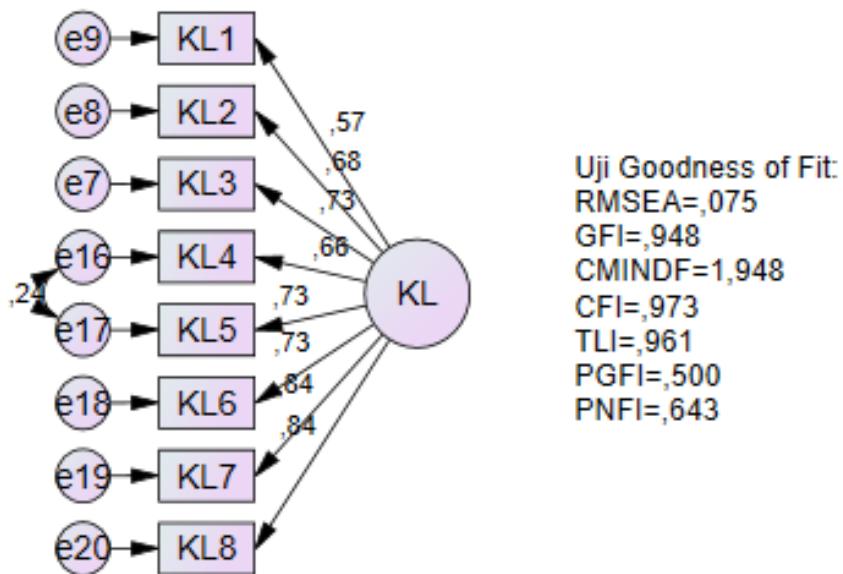 e9 KL1
,57
e8 KL2
,68
e7 KL3
,73
e16 KL4
,66
,24
KL
e17 KL5
,73
,73
e18 KL6
,84
e19 KL7
,84
e20 KL8
Uji Goodness of Fit:
RMSEA=,075
GFI=,948
CMINDF=1,948
CFI=,973
TLI=,961
PGFI=,500
PNFI=,643